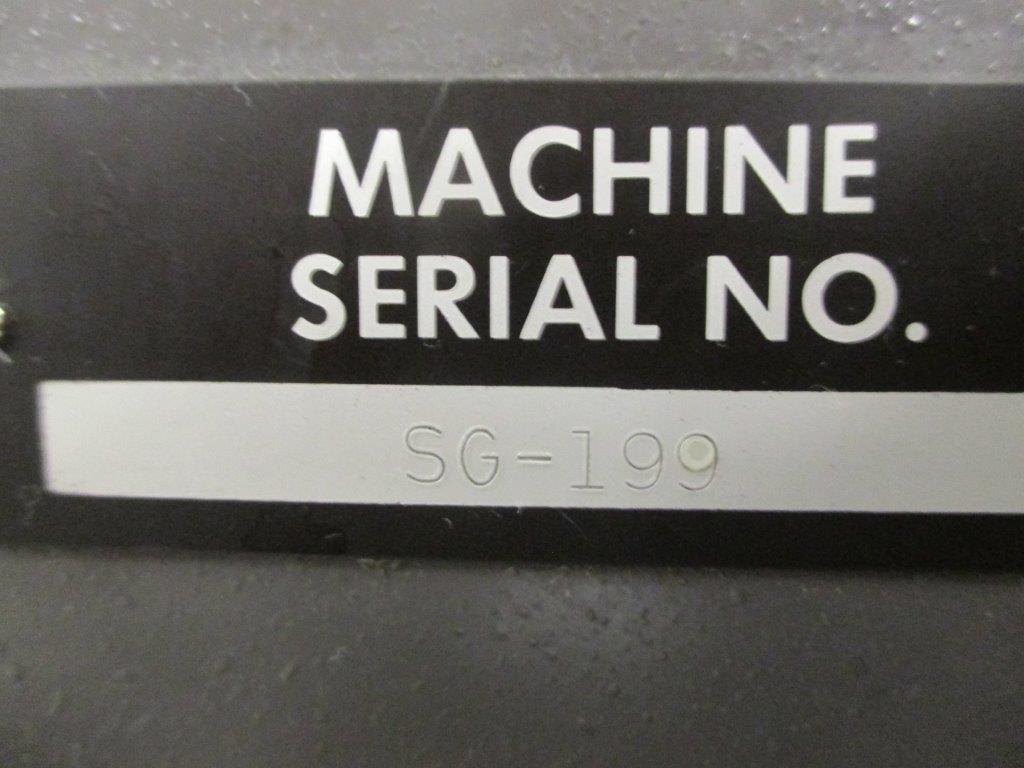 MACHINE
SERIAL NO.
SG-199